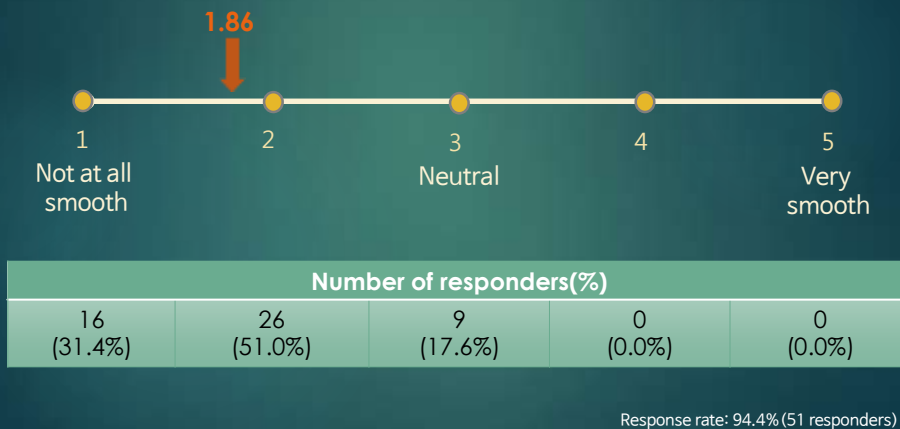 1.86
1 2 3 4 5
Not at all Neutral Very
smooth smooth
Number of responders(%)
16 26 9 0 0
(31.4%) (51.0%) (17.6%) (0.0%) (0.0%)
Response rate: 94.4% (51 responders)